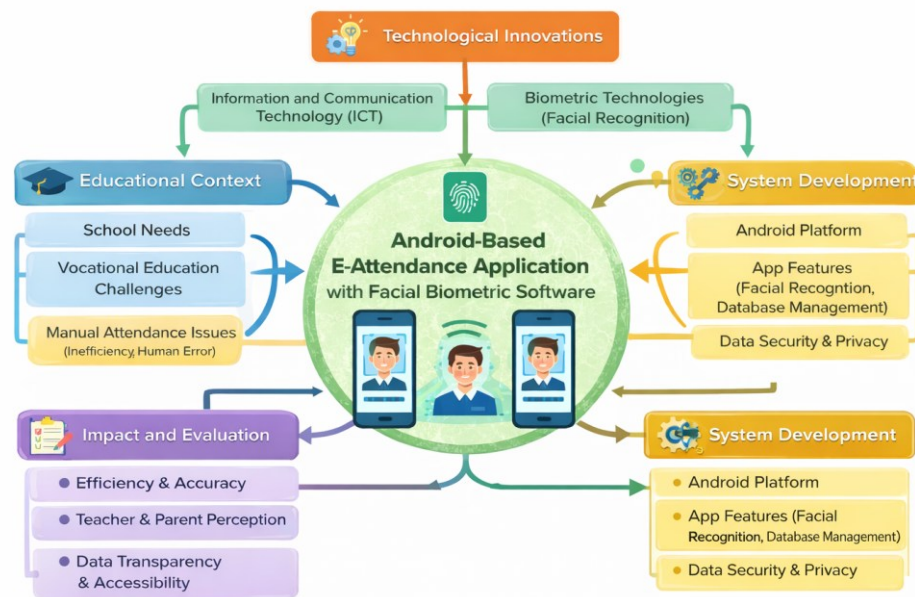 Technological Innovations
Information and Communication
Technology (ICT)
Biometric Technologies
(Facial Recognition)
Educational Context
System Development
School Needs
Vocational Education
Challenges
Manual Attendance Issues
(Inefficiency, Human Error)
Android-Based
E-Attendance Application
with Facial Biometric Software
Android Platform
App Features
(Facial Recogntion,
Database Management)
Data Security & Privacy
Impact and Evaluation
Efficiency & Accuracy
Teacher & Parent Perception
Data Transparency
& Accessibility
System Development
Android Platform
App Features (Facial
Recognition, Database Management)
Data Security & Privacy